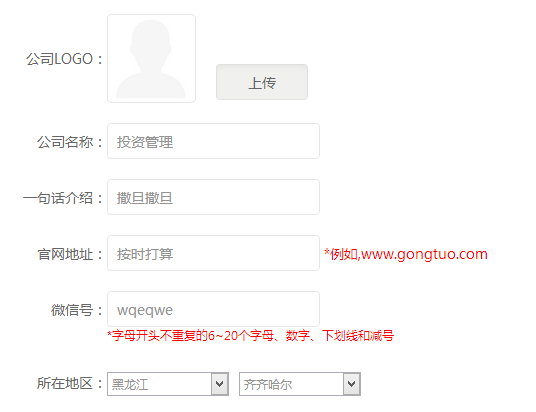 公司LOGO：
上传
公司名称：投资管理
一句话介绍：撒旦撒旦
官网地址：按时打算 *例如,www.gongtuo.com
微信号：wqeqwe
*字母开头不重复的6~20个字母、数字、下划线和减号
所在地区：黑龙江 齐齐哈尔